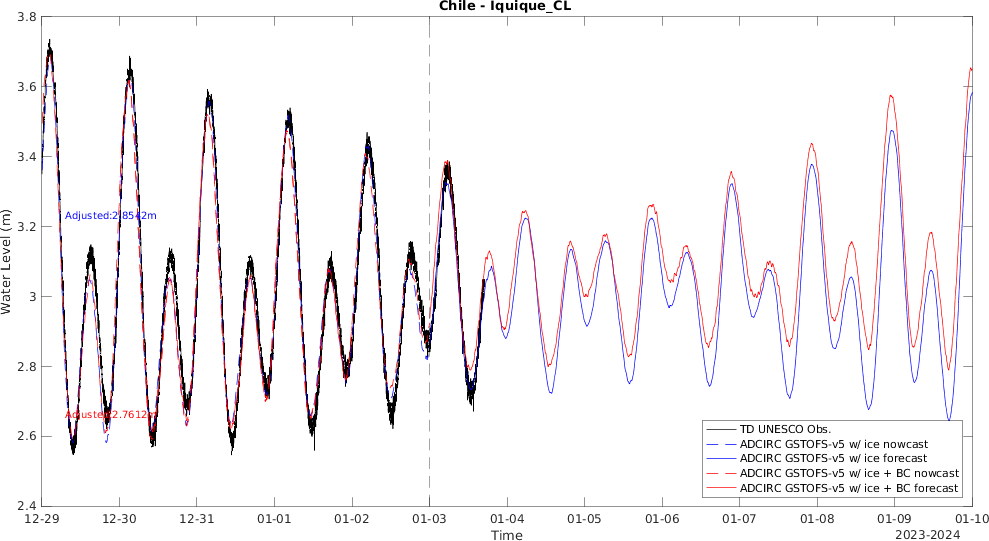 Chile - Iquique_CL
3.8
3.6
3.4
3.2
3
2.8
2.6
2.4
Water Level (m)
Adjusted:2.8542m
Adjusted:2.7612m
TD UNESCO Obs.
ADCIRC GSTOFS-v5 w/ ice nowcast
ADCIRC GSTOFS-v5 w/ ice forecast
ADCIRC GSTOFS-v5 w/ ice + BC nowcast
ADCIRC GSTOFS-v5 w/ ice + BC forecast
12-29 12-30 12-31 01-01 01-02 01-03 01-04 01-05 01-06 01-07 01-08 01-09 01-10
Time
2023-2024